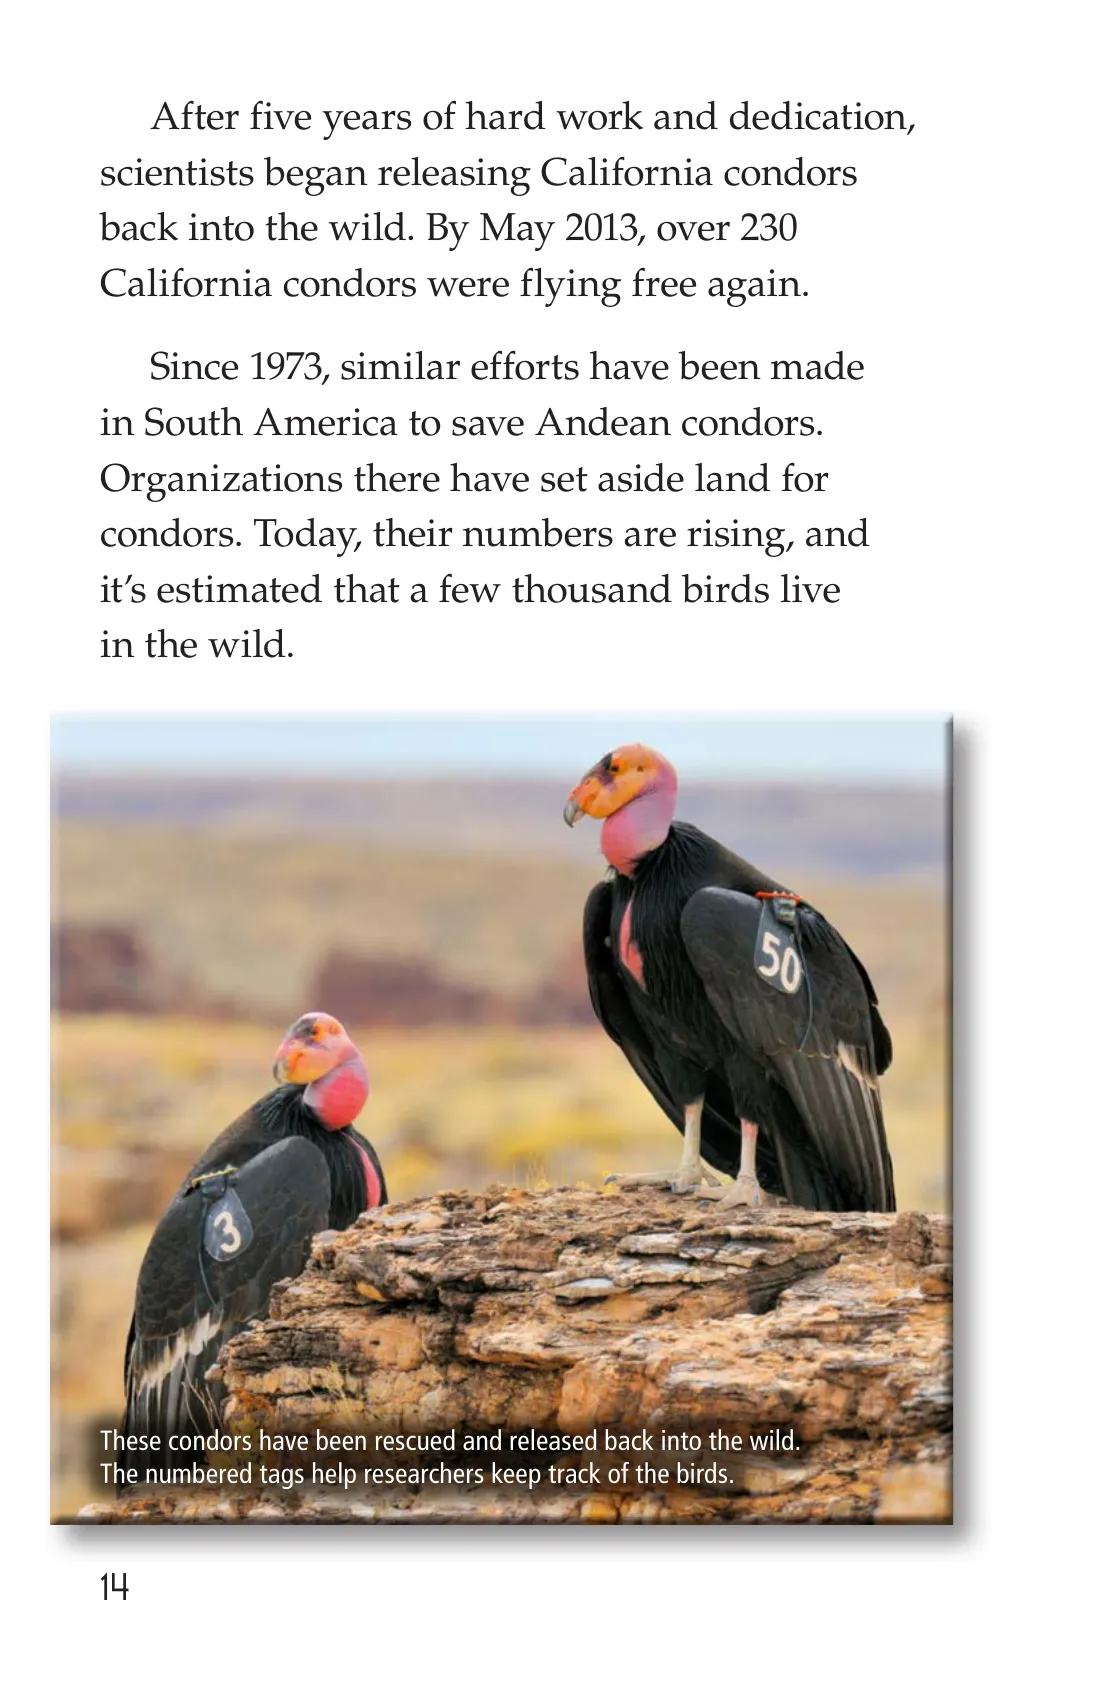 After five years of hard work and dedication,
scientists began releasing California condors
back into the wild. By May 2013, over 230
California condors were flying free again.
Since 1973, similar efforts have been made
in South America to save Andean condors.
Organizations there have set aside land for
condors. Today, their numbers are rising, and
it’s estimated that a few thousand birds live
in the wild.
50
3
These condors have been rescued and released back into the wild.
The numbered tags help researchers keep track of the birds.
14